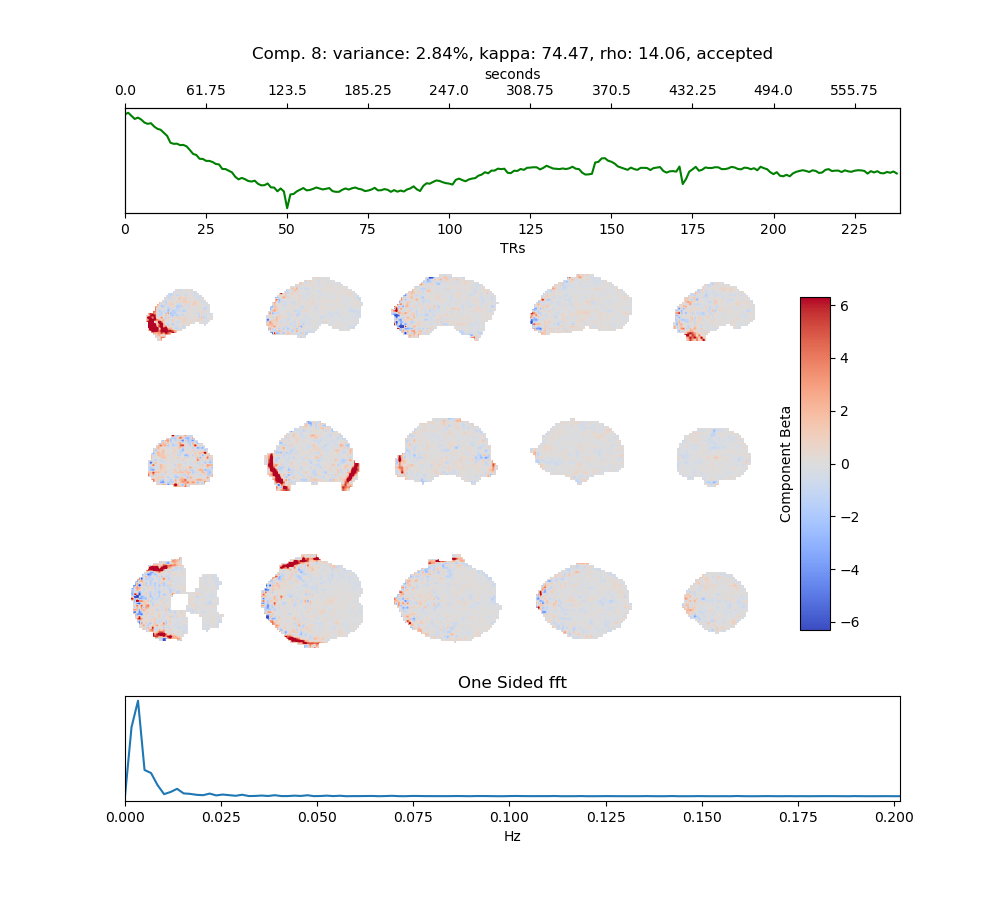 Comp. 8: variance: 2.84%, kappa: 74.47, rho: 14.06, accepted
seconds
0.0 61.75 123.5 185.25 247.0 308.75 370.5 432.25 494.0 555.75
0 25 50 75 100 125 150 175 200 225
TRs
6
4
2
0
−2
−4
−6
Component Beta
One Sided fft
0.000 0.025 0.050 0.075 0.100 0.125 0.150 0.175 0.200
Hz